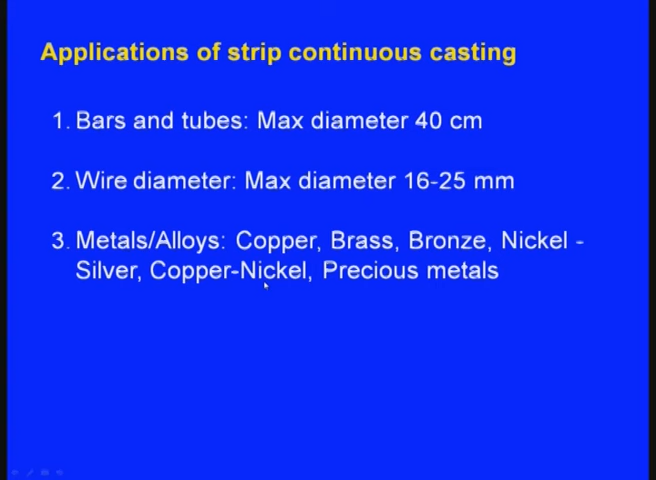 Applications of strip continuous casting
1. Bars and tubes: Max diameter 40 cm
2. Wire diameter: Max diameter 16-25 mm
3. Metals/Alloys: Copper, Brass, Bronze, Nickel -
Silver, Copper-Nickel, Precious metals